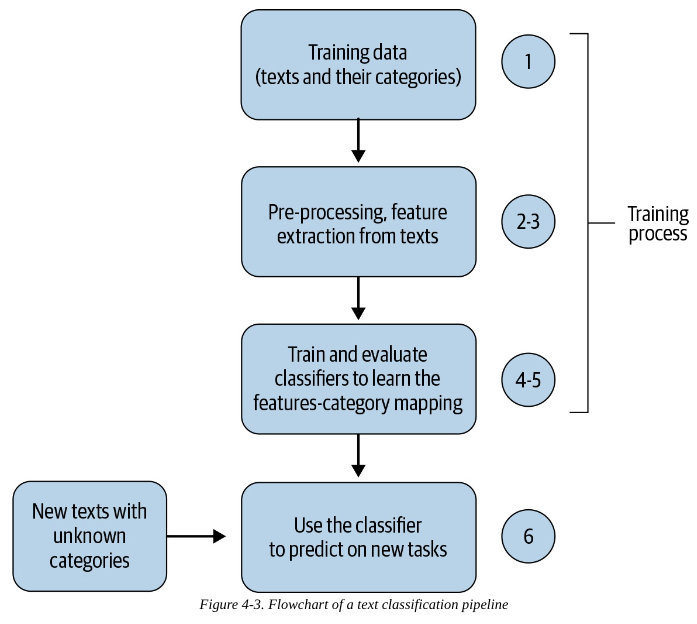 Training data
(texts and their categories)
1
Pre-processing, feature
extraction from texts
2-3
Training
process
Train and evaluate
classifiers to learn the
features-category mapping
4-5
New texts with
unknown
categories
Use the classifier
to predict on new tasks
6
Figure 4-3. Flowchart of a text classification pipeline